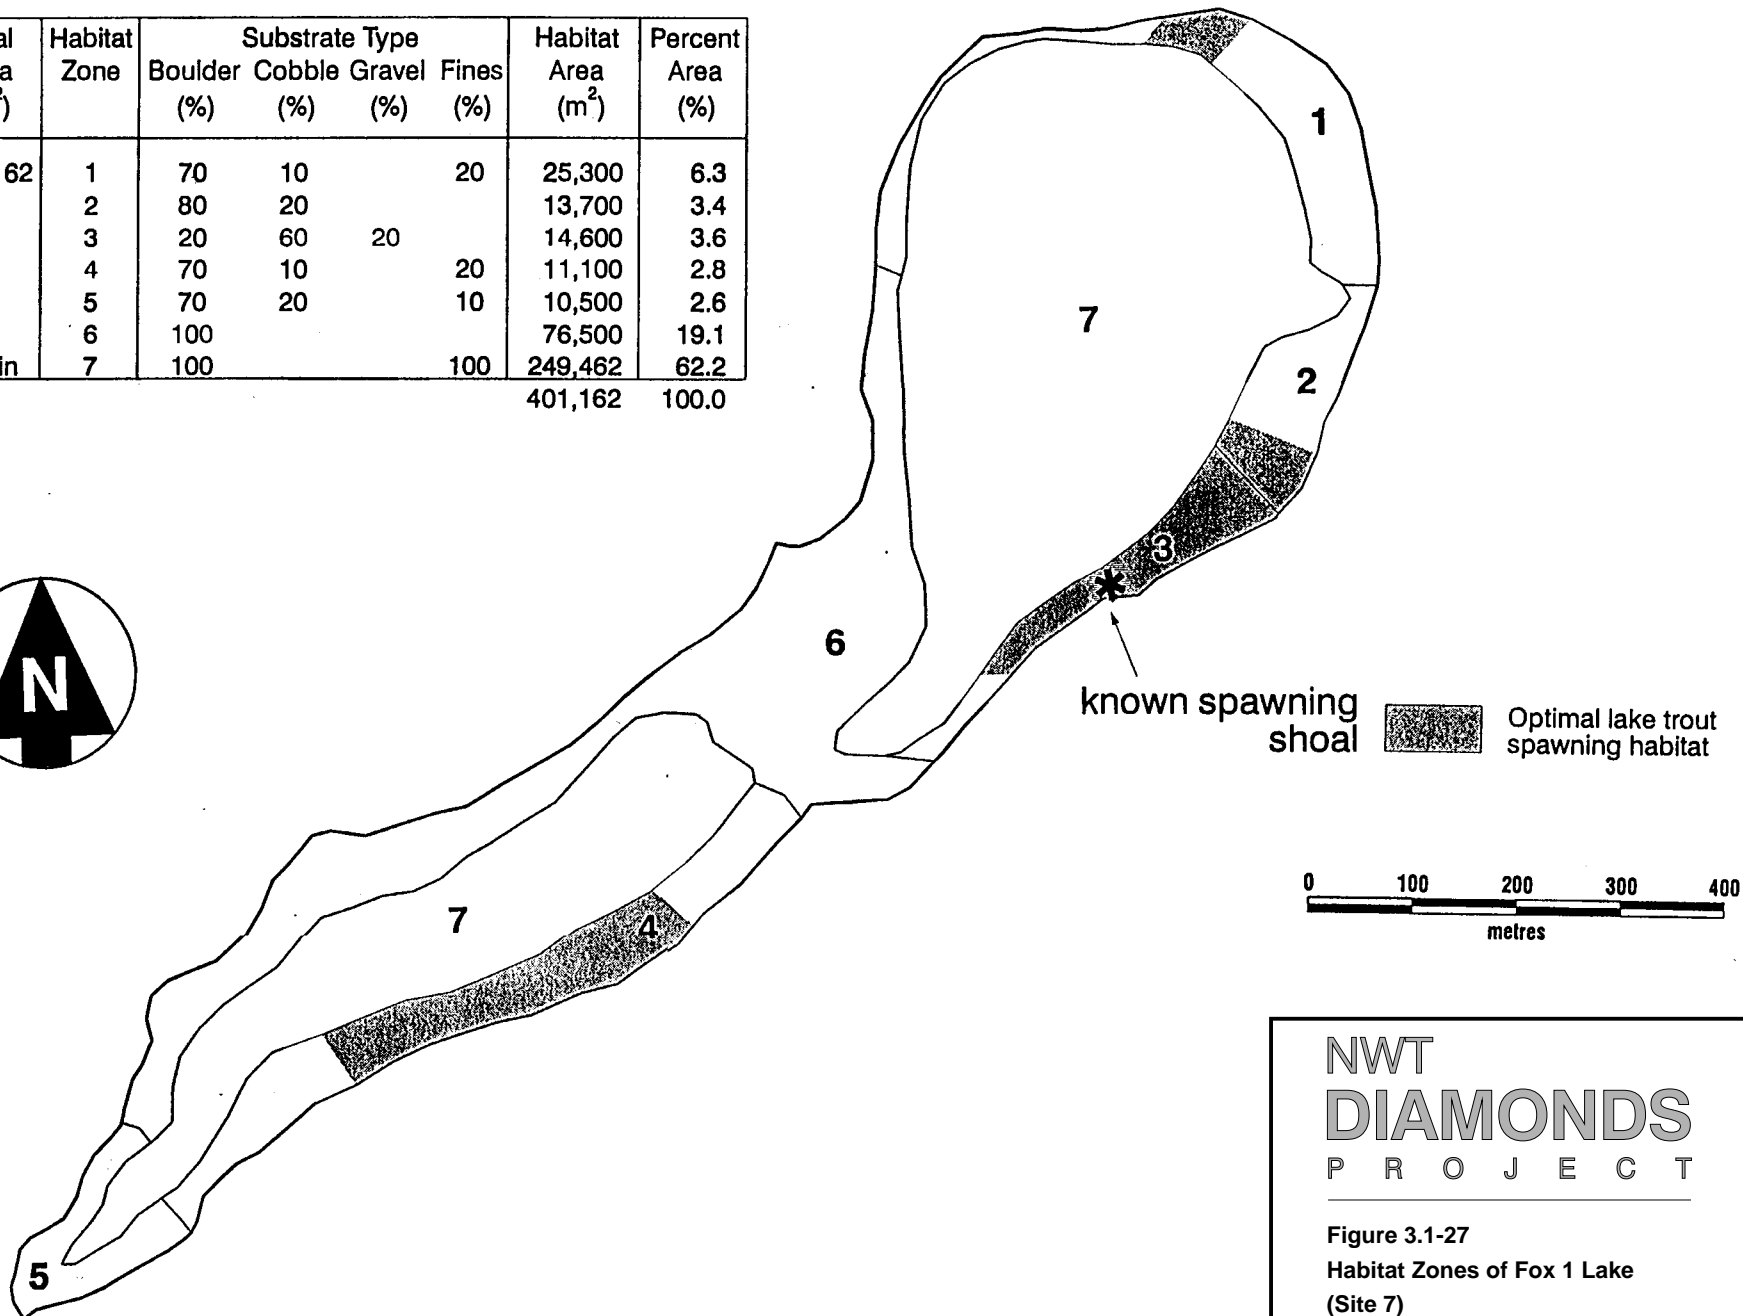 al Habitat Substrate Type Habitat Percent
a Zone Boulder Cobble Gravel Fines Area Area
2) (%) (%) (%) (%) (m2) (%)
62 1 70 10 20 25,300 6.3
2 80 20 13,700 3.4
3 20 60 20 14,600 3.6
4 70 10 20 11,100 2.8
5 70 20 10 10,500 2.6
6 100 76,500 19.1
in 7 100 100 249,462 62.2
401,162 100.0
1
7
2
3
6
N
known spawning
shoal
Optimal lake trout
spawning habitat
7
4
5
0 100 200 300 400
metres
NWT
DIAMONDS
PROJECT
Figure 3.1-27
Habitat Zones of Fox 1 Lake
(Site 7)